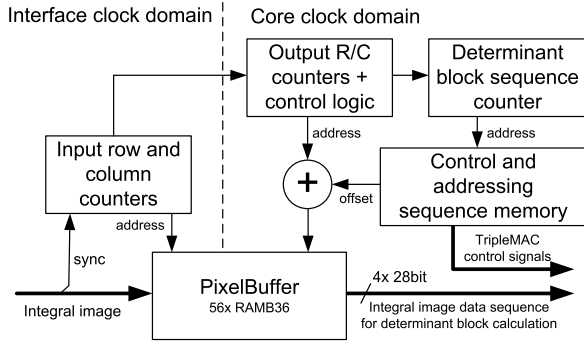 Interface clock domain
Core clock domain
Output R/C
counters +
control logic
Determinant
block sequence
counter
address
address
Input row and
column
counters
+
offset
Control and
addressing
sequence memory
address
sync
TripleMAC
control signals
PixelBuffer
56x RAMB36
4x 28bit
Integral image
Integral image data sequence
for determinant block calculation